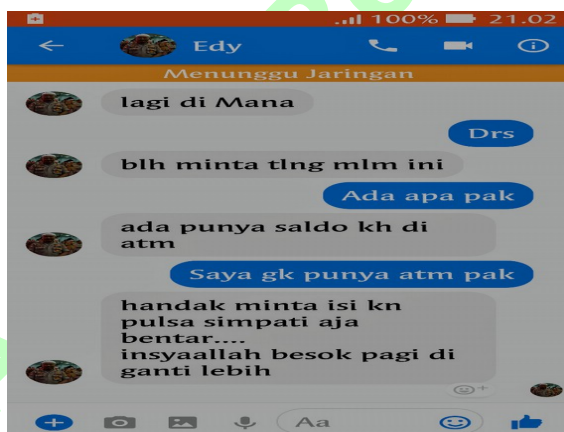 100% 21.02
Edy
Menunggu Jaringan
lagi di Mana
Drs
blh minta tlng mlm ini
Ada apa pak
ada punya saldo kh di
atm
Saya gk punya atm pak
handak minta isi kn
pulsa simpati aja
bentar....
insyaallah besok pagi di
ganti lebih
Aa